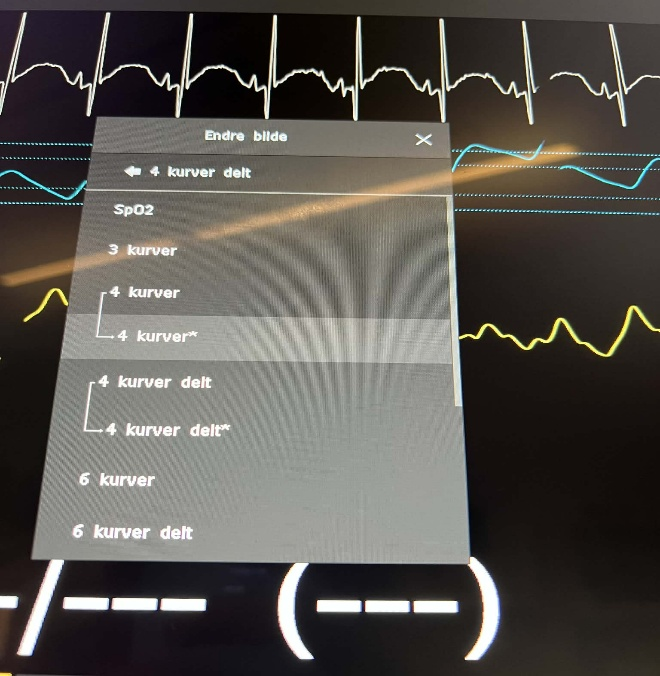 Endre bilde
4 kurver delt
SpO2
3 kurver
4 kurver
4 kurver*
4 kurver delt
4 kurver delt*
6 kurver
6 kurver delt
/--- (---)